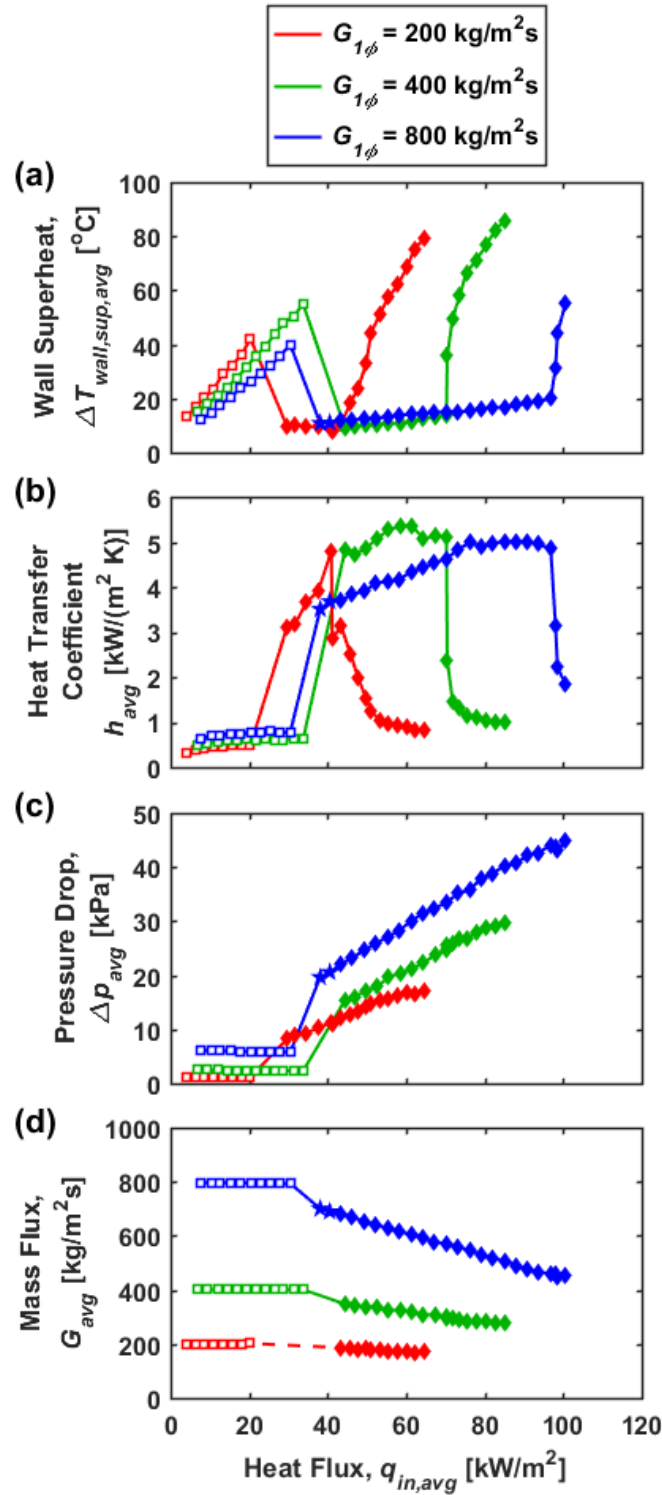 G1ϕ = 200 kg/m²s
G1ϕ = 400 kg/m²s
G1ϕ = 800 kg/m²s
(a)
Wall Superheat,
ΔTwall,sup,avg [°C]
100
80
60
40
20
0
(b)
Heat Transfer
Coefficient
havg [kW/(m² K)]
6
5
4
3
2
1
0
(c)
Pressure Drop,
Δpavg [kPa]
50
40
30
20
10
0
(d)
Mass Flux,
Gavg [kg/m²s]
1000
800
600
400
200
0
0 20 40 60 80 100 120
Heat Flux, qin,avg [kW/m²]